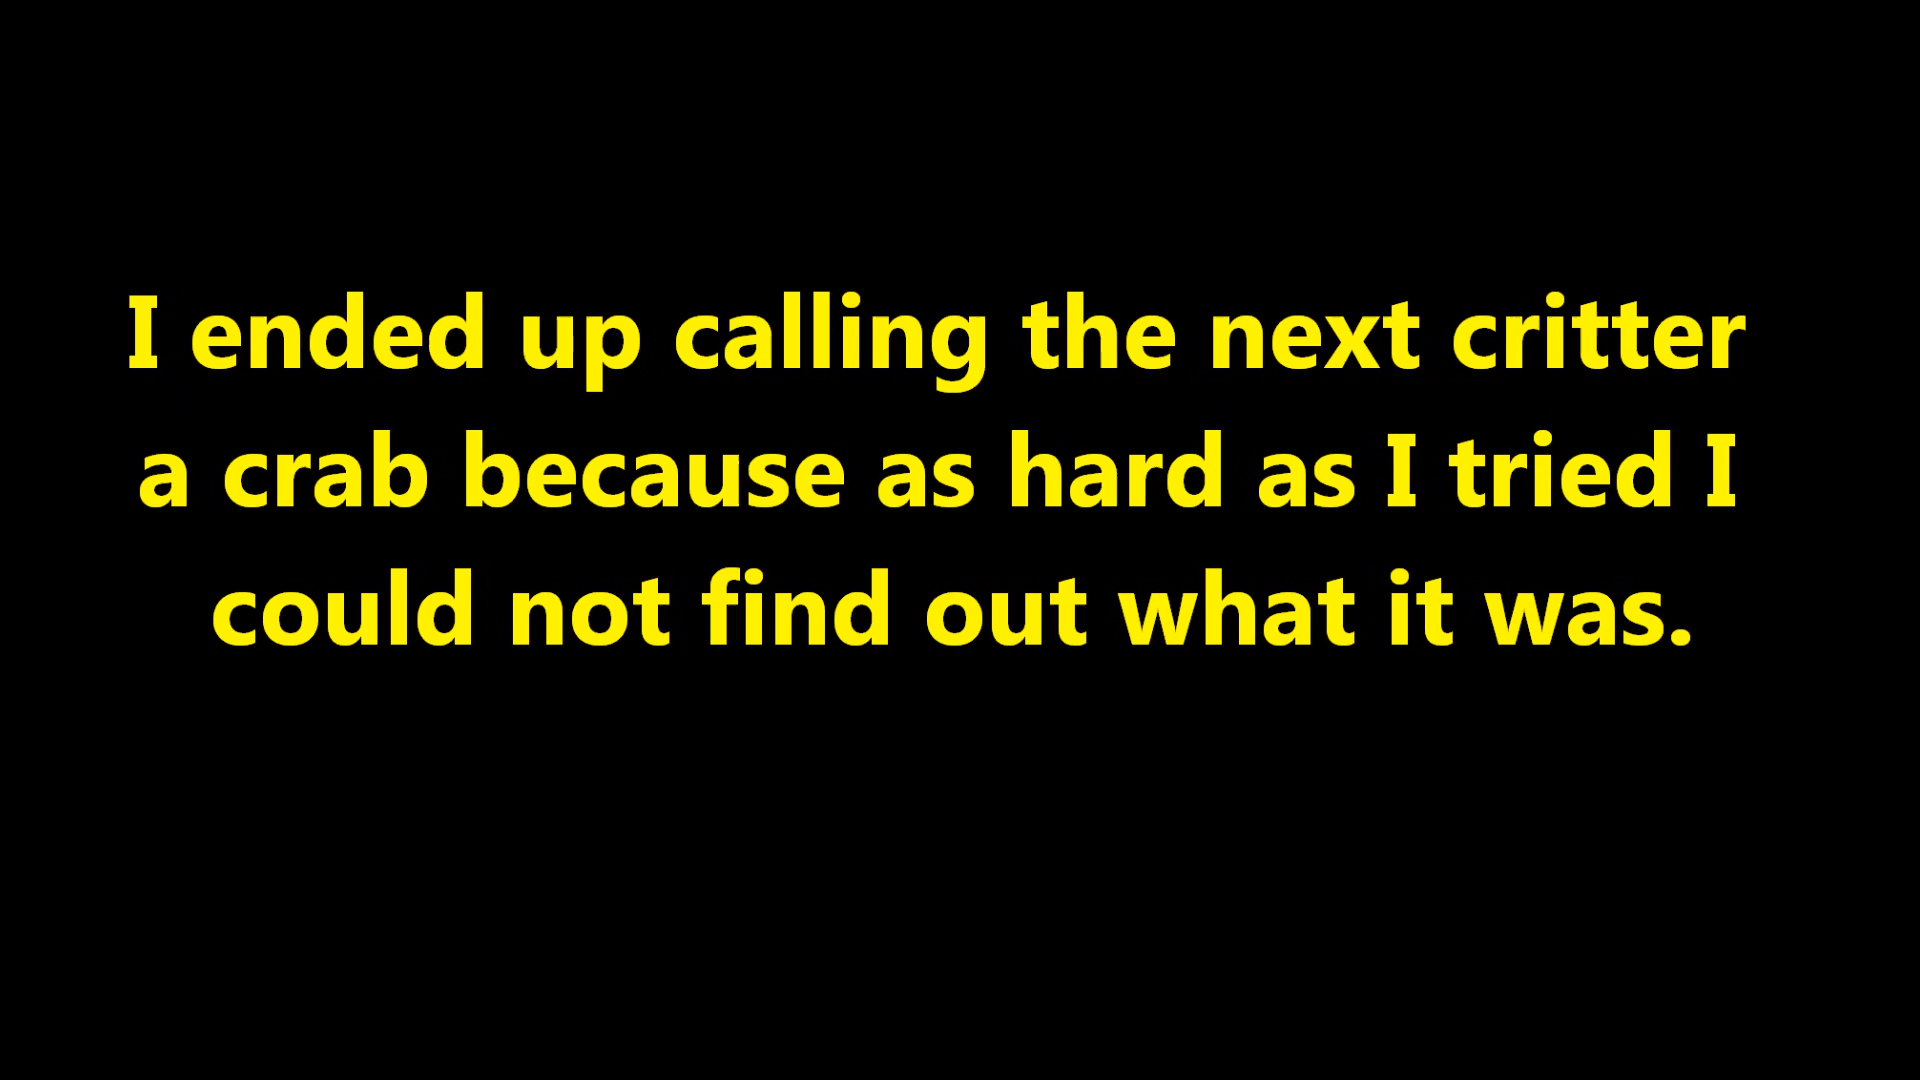 I ended up calling the next critter
a crab because as hard as I tried I
could not find out what it was.